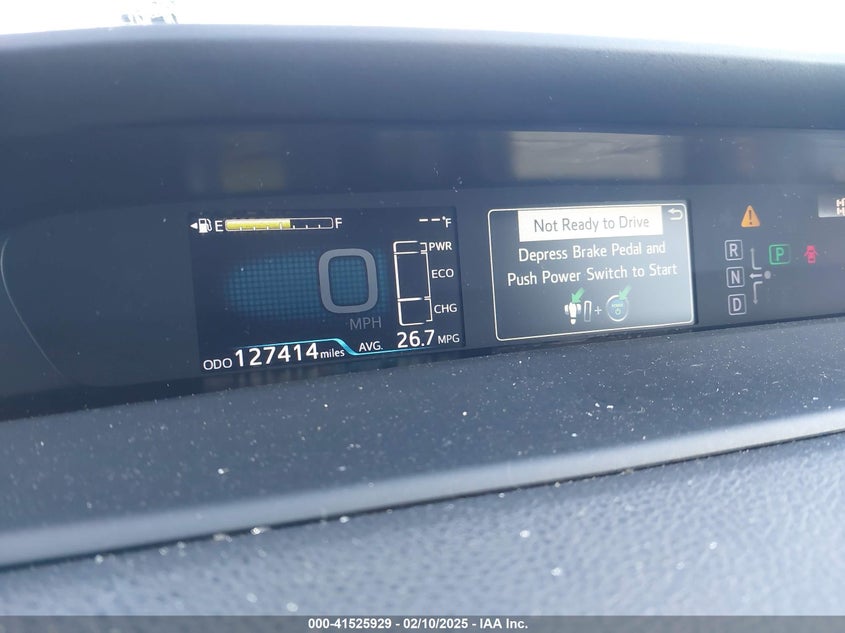 E F
--°F
PWR
ECO
CHG
0
MPH
ODO 127414 miles
AVG. 26.7 MPG
Not Ready to Drive
Depress Brake Pedal and
Push Power Switch to Start
+
R
N
D
P
000-41525929 - 02/10/2025 - IAA Inc.